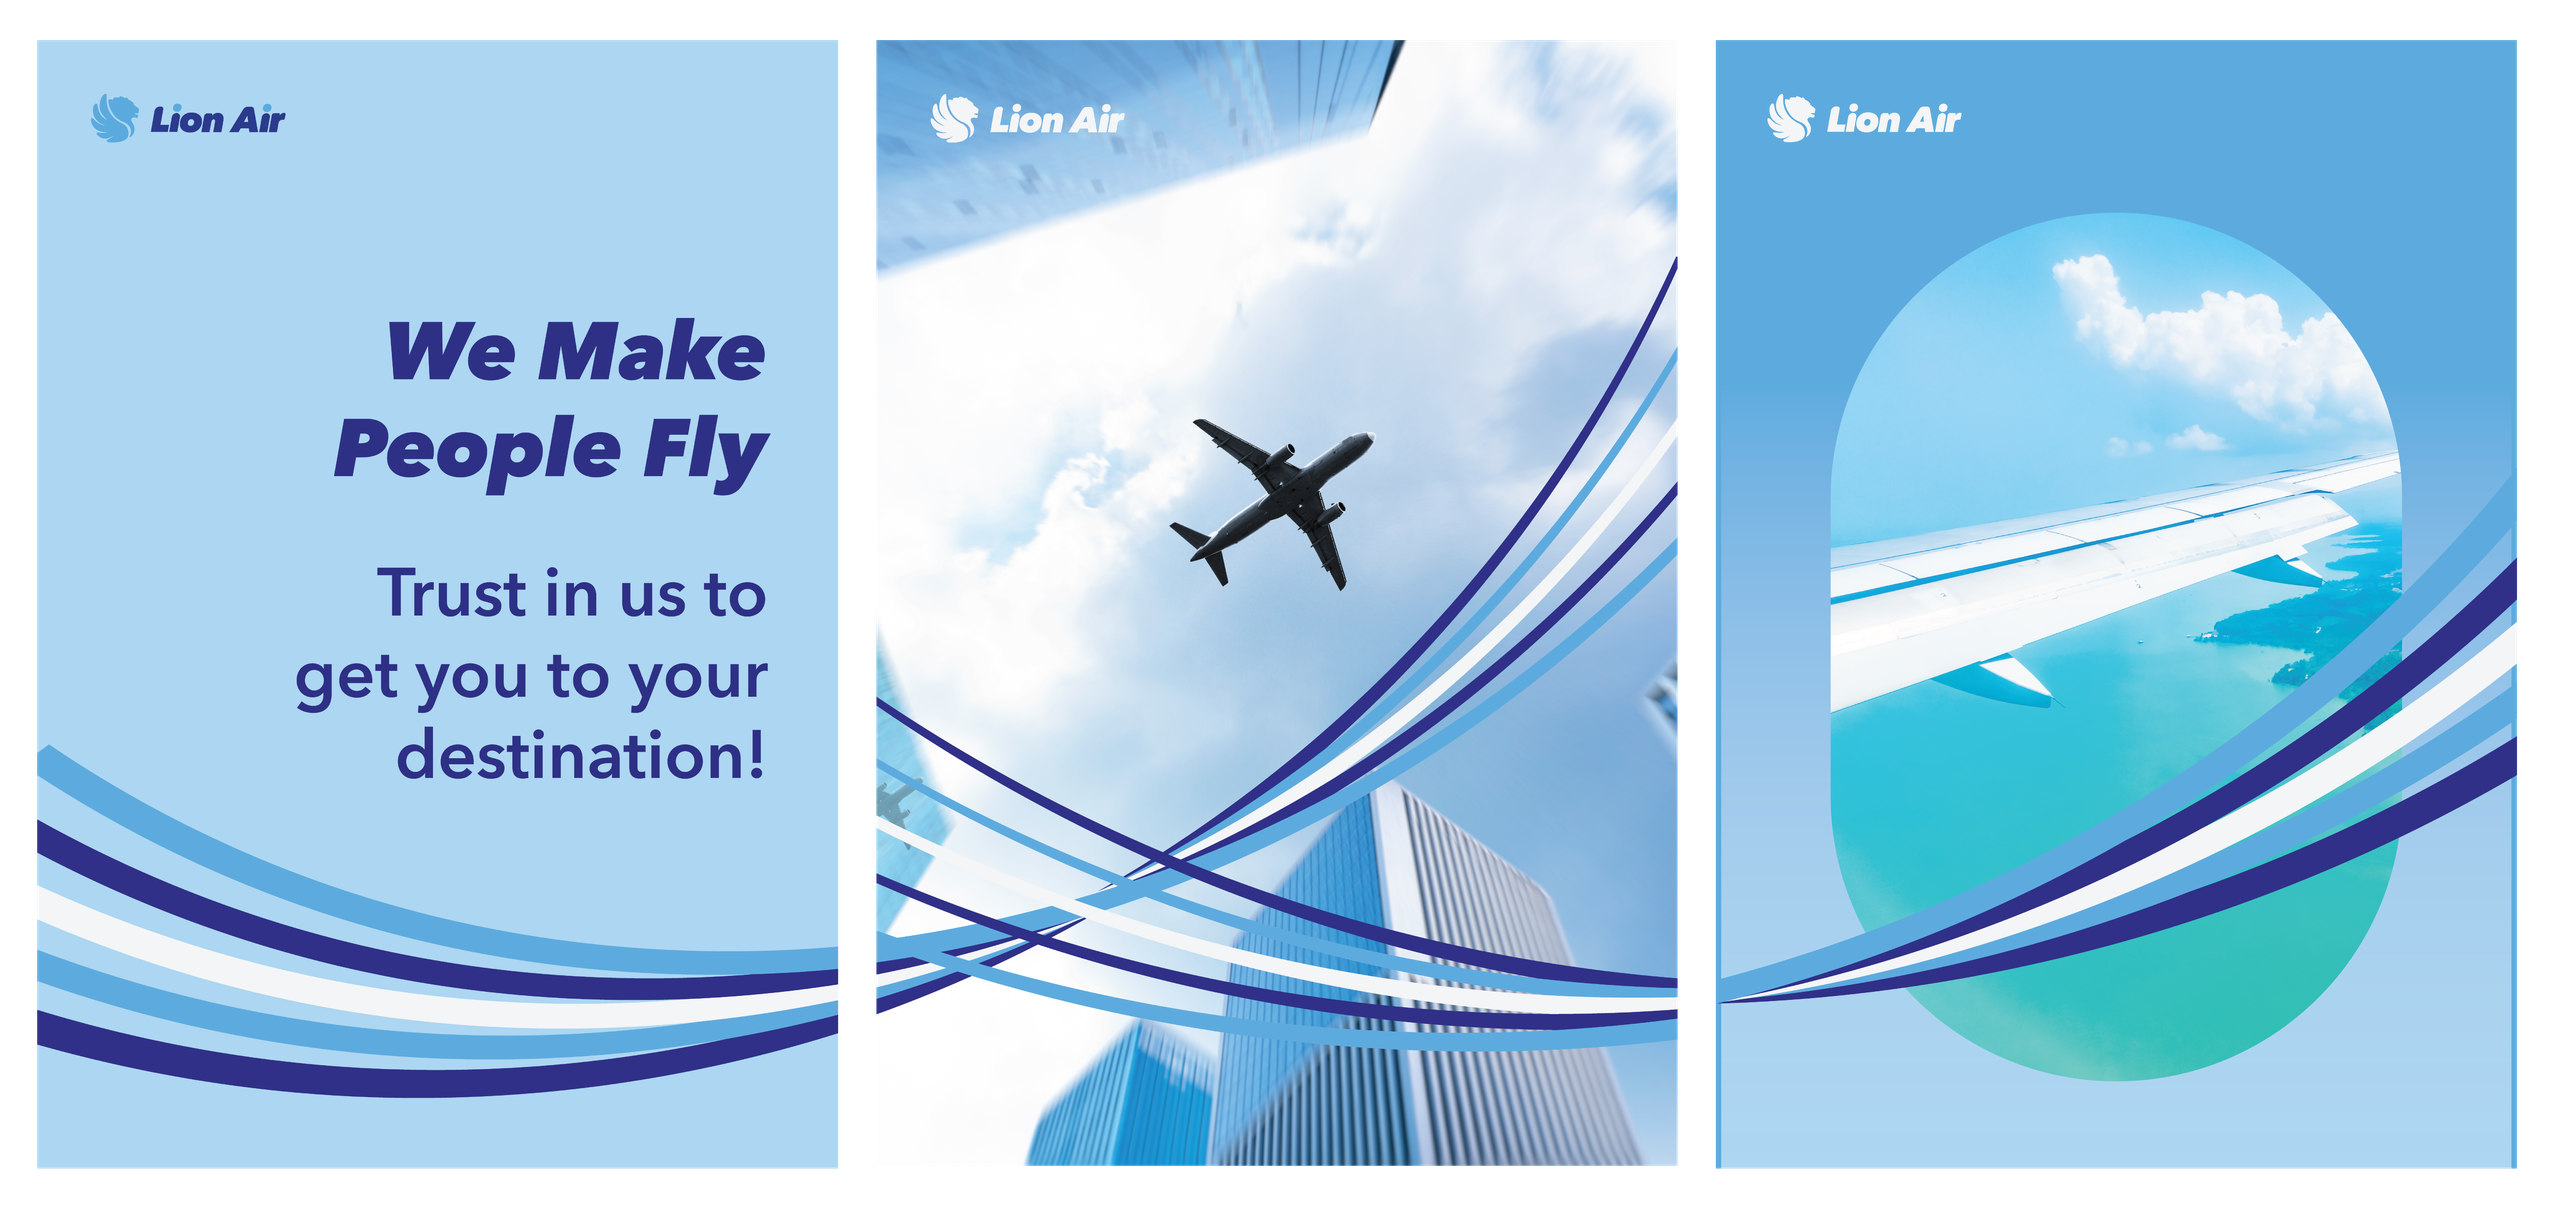 Lion Air
We Make
People Fly
Trust in us to
get you to your
destination!
Lion Air
Lion Air